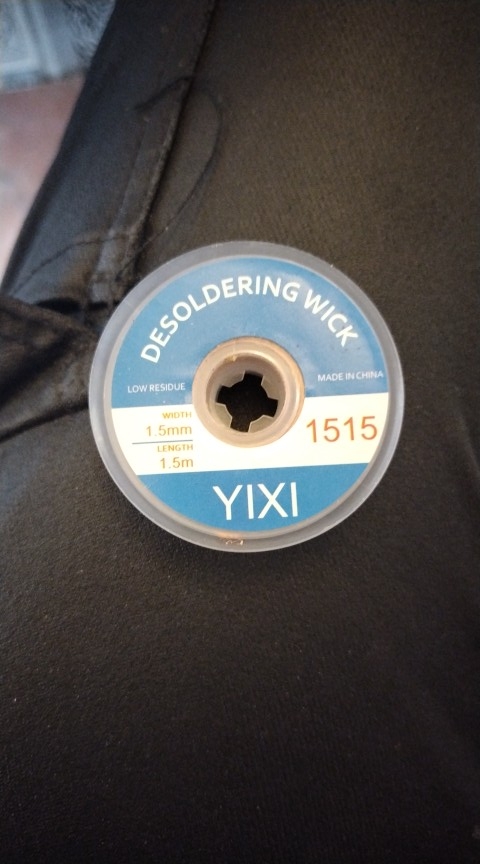 DESOLDERING WICK
LOW RESIDUE
MADE IN CHINA
WIDTH
1.5mm
LENGTH
1.5m
1515
YIXI